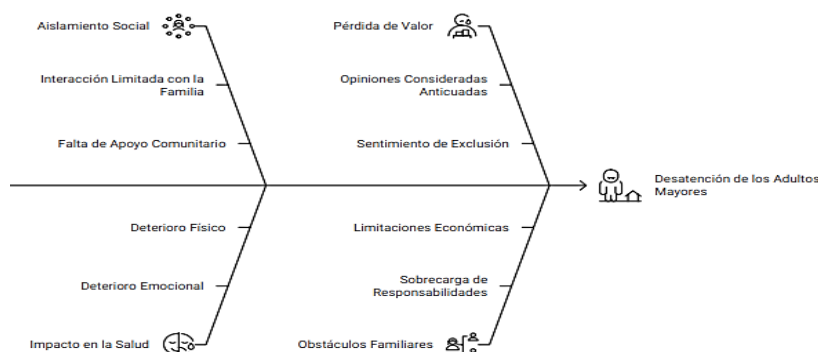 Aislamiento Social
Pérdida de Valor
Interacción Limitada con la
Familia
Opiniones Consideradas
Anticuadas
Falta de Apoyo Comunitario
Sentimiento de Exclusión
Desatención de los Adultos
Mayores
Deterioro Físico
Limitaciones Económicas
Deterioro Emocional
Sobrecarga de
Responsabilidades
Impacto en la Salud
Obstáculos Familiares